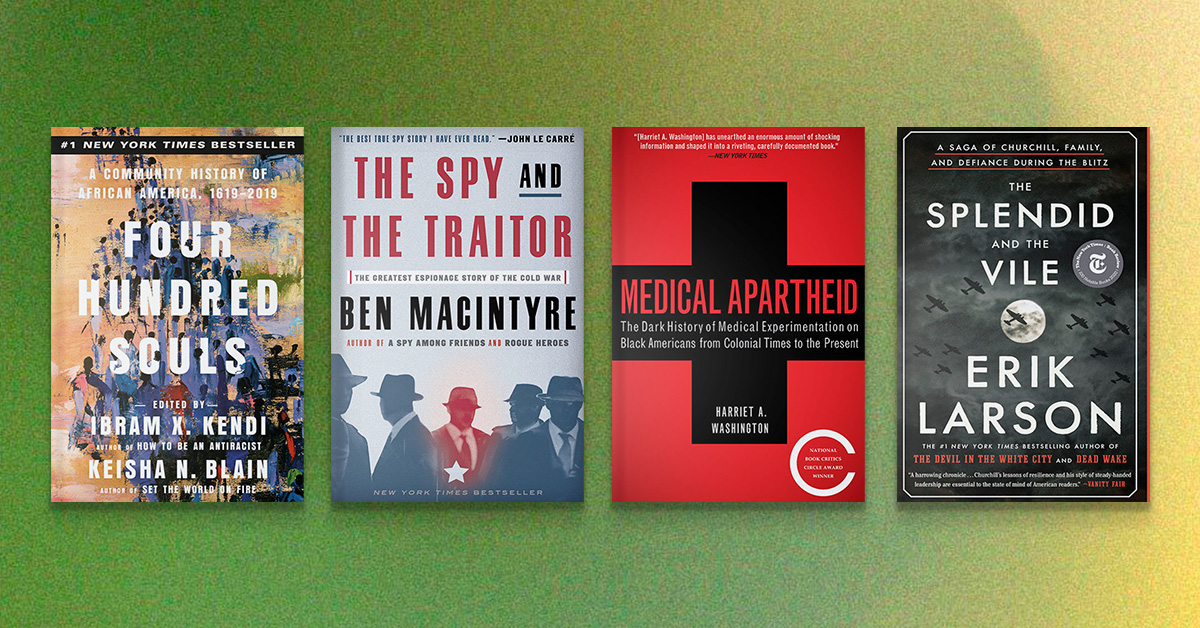 #1 NEW YORK TIMES BESTSELLER
A COMMUNITY HISTORY OF
AFRICAN AMERICA, 1619–2019
FOUR
HUNDRED
SOULS
— EDITED BY —
IBRAM X. KENDI
AUTHOR OF HOW TO BE AN ANTIRACIST
KEISHA N. BLAIN
AUTHOR OF SET THE WORLD ON FIRE
"THE BEST TRUE SPY STORY I HAVE EVER READ." —JOHN LE CARRÉ
THE SPY AND
THE TRAITOR
THE GREATEST ESPIONAGE STORY OF THE COLD WAR
BEN MACINTYRE
AUTHOR OF A SPY AMONG FRIENDS AND ROGUE HEROES
NEW YORK TIMES BESTSELLER
"[Harriet A. Washington] has unearthed an enormous amount of shocking
information and shaped it into a riveting, carefully documented book."
—NEW YORK TIMES
MEDICAL APARTHEID
The Dark History of Medical Experimentation on
Black Americans from Colonial Times to the Present
HARRIET A.
WASHINGTON
NATIONAL
BOOK CRITICS
CIRCLE AWARD
WINNER
A SAGA OF CHURCHILL, FAMILY,
AND DEFIANCE DURING THE BLITZ
THE
SPLENDID
AND THE
VILE
ERIK
LARSON
THE #1 NEW YORK TIMES BESTSELLING AUTHOR OF
THE DEVIL IN THE WHITE CITY AND DEAD WAKE
"A harrowing chronicle . . . Churchill's lessons of resilience and his style of steady-handed
leadership are essential to the state of mind of American readers." —VANITY FAIR